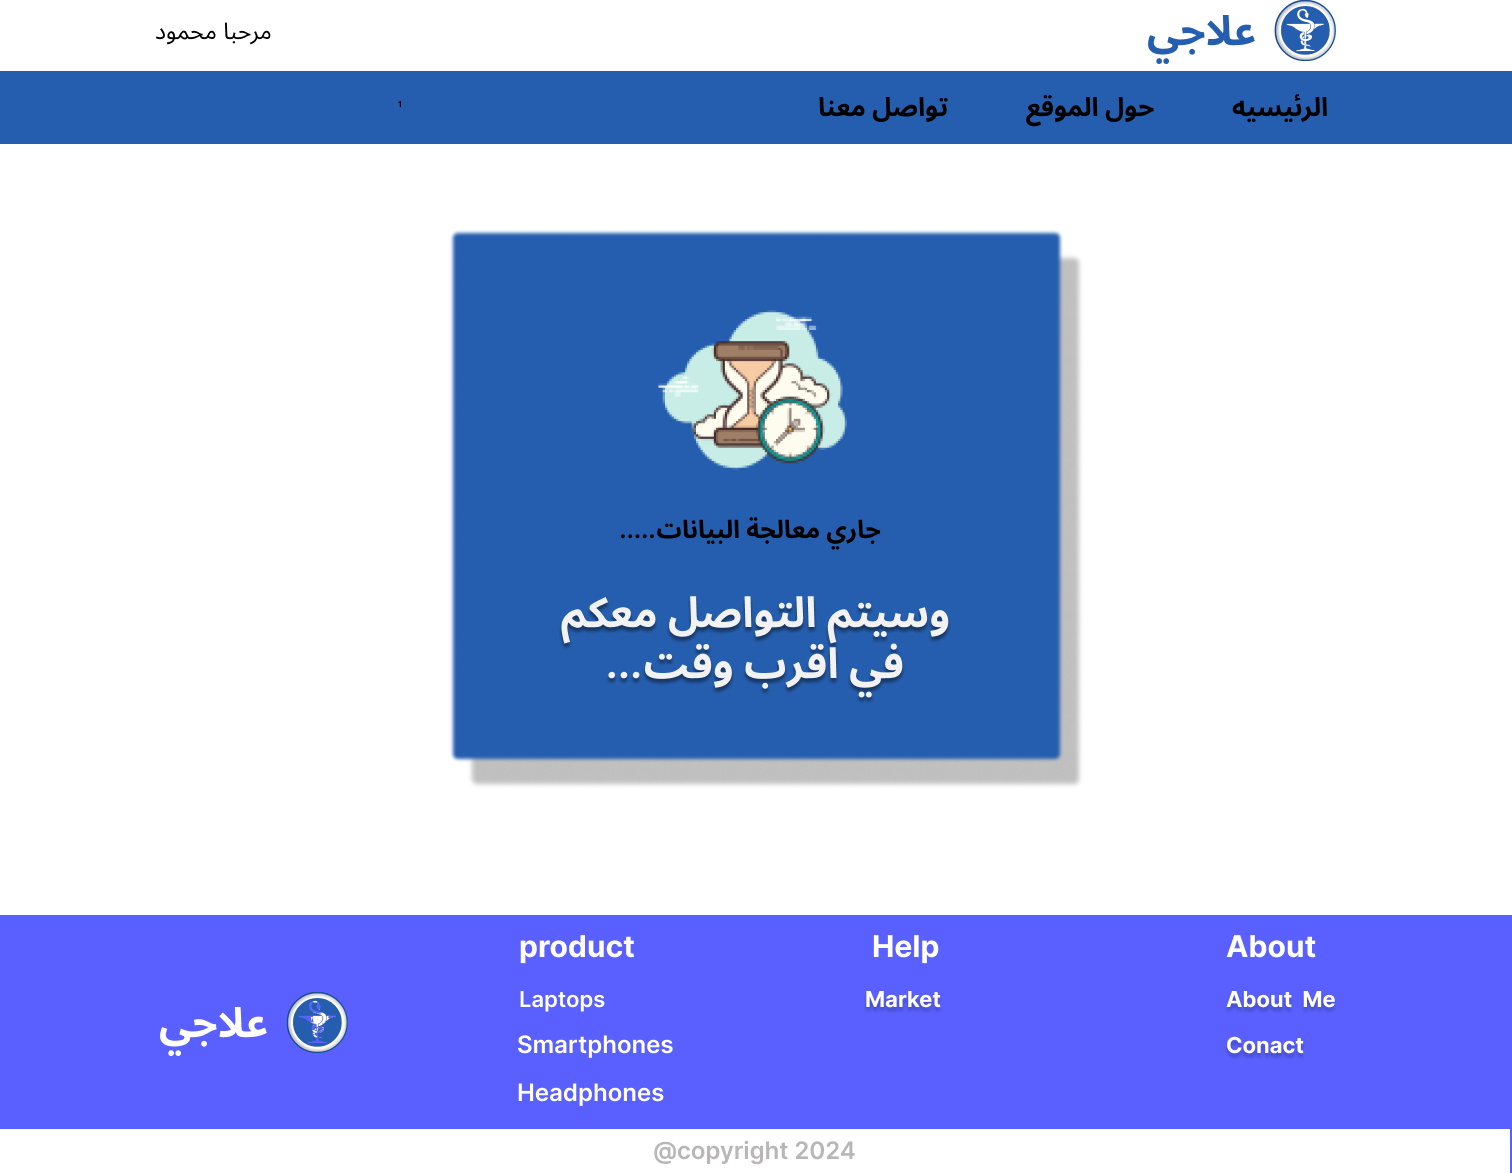 علاجي
مرحبا محمود
الرئيسيه
حول الموقع
تواصل معنا
١
جاري معالجة البيانات.....
وسيتم التواصل معكم
في اقرب وقت...
About
About Me
Conact
Help
Market
product
Laptops
Smartphones
Headphones
علاجي
@copyright 2024